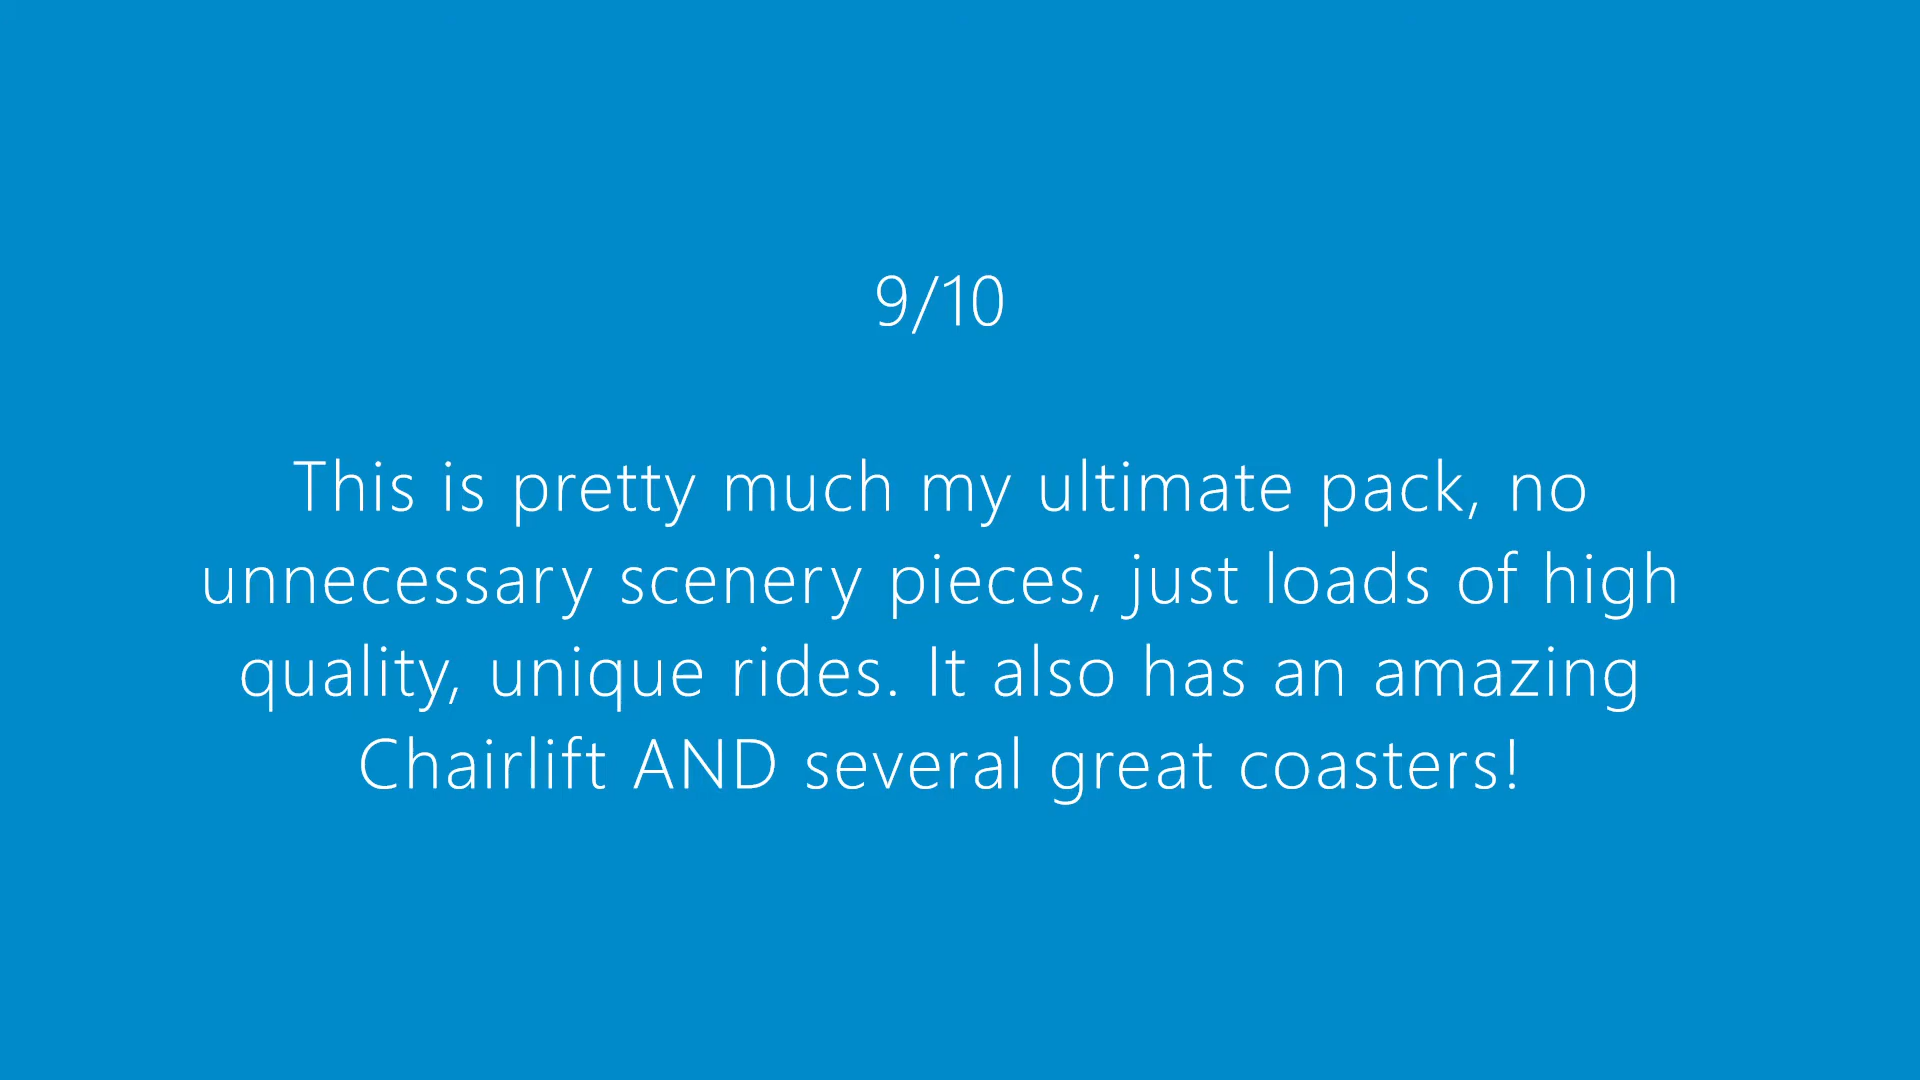 9/10
This is pretty much my ultimate pack, no
unnecessary scenery pieces, just loads of high
quality, unique rides. It also has an amazing
Chairlift AND several great coasters!